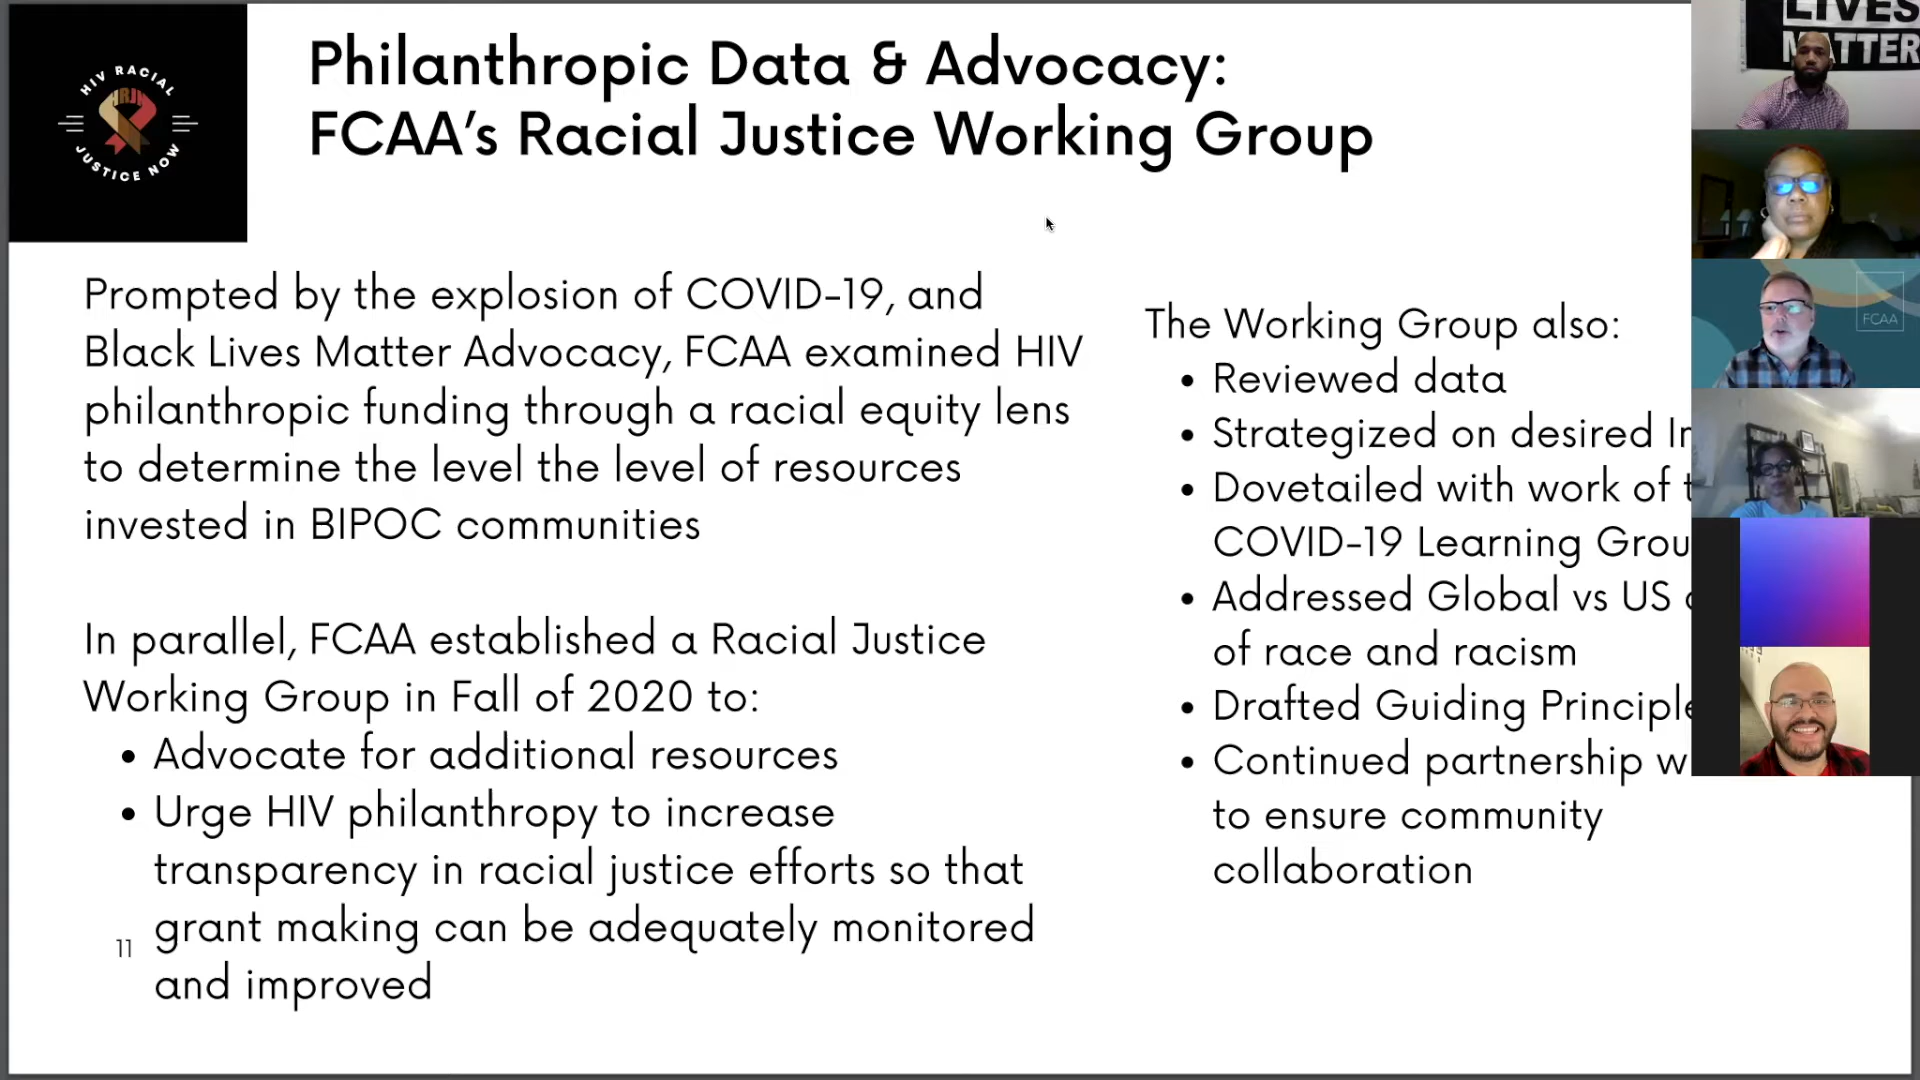 HIV RACIAL
HRJN
JUSTICE NOW
Philanthropic Data & Advocacy:
FCAA's Racial Justice Working Group
Prompted by the explosion of COVID-19, and
Black Lives Matter Advocacy, FCAA examined HIV
philanthropic funding through a racial equity lens
to determine the level the level of resources
invested in BIPOC communities
In parallel, FCAA established a Racial Justice
Working Group in Fall of 2020 to:
• Advocate for additional resources
• Urge HIV philanthropy to increase
transparency in racial justice efforts so that
grant making can be adequately monitored
and improved
11
The Working Group also:
• Reviewed data
• Strategized on desired
• Dovetailed with work of
COVID-19 Learning
• Addressed Global vs US
of race and racism
• Drafted Guiding
• Continued partnership
to ensure community
collaboration
LIVES
MATTER
FCAA